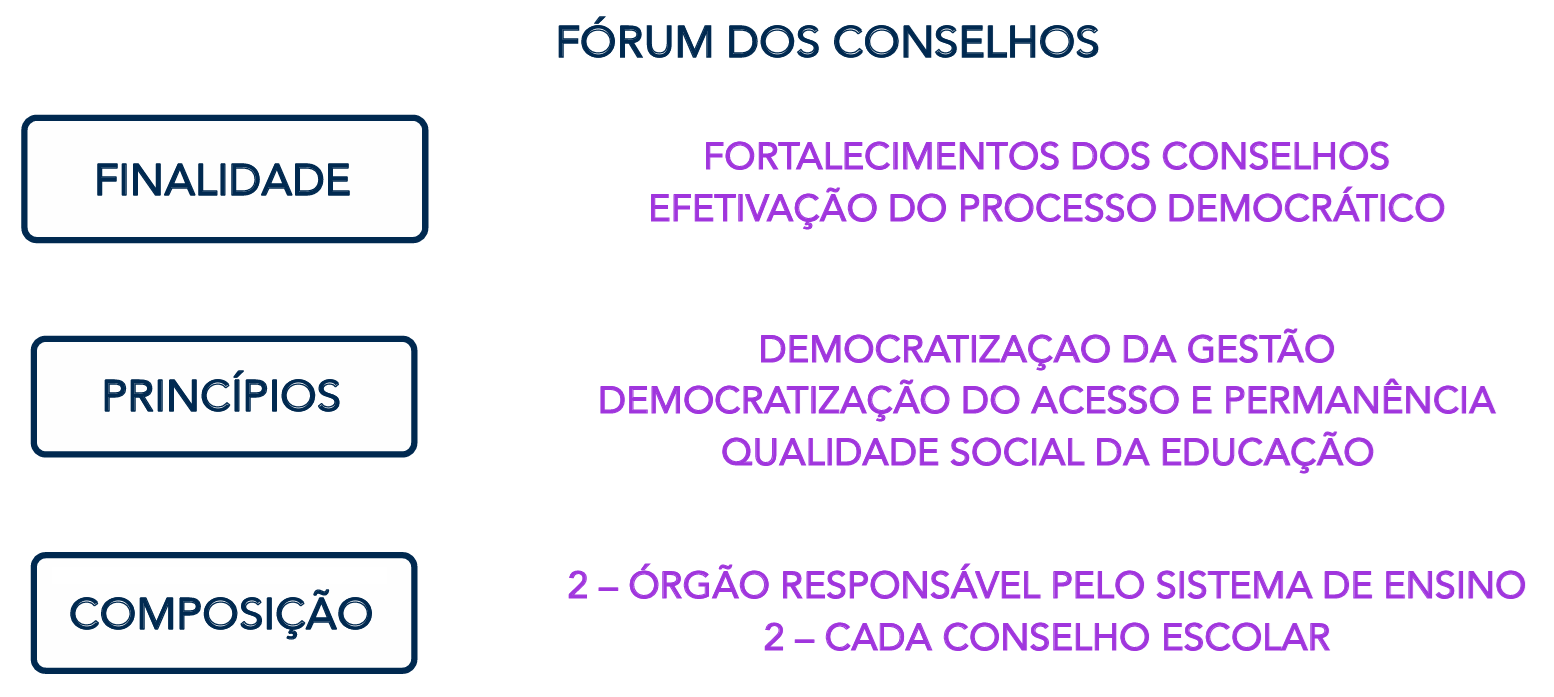 FÓRUM DOS CONSELHOS
FINALIDADE
FORTALECIMENTOS DOS CONSELHOS
EFETIVAÇÃO DO PROCESSO DEMOCRÁTICO
PRINCÍPIOS
DEMOCRATIZAÇAO DA GESTÃO
DEMOCRATIZAÇÃO DO ACESSO E PERMANÊNCIA
QUALIDADE SOCIAL DA EDUCAÇÃO
COMPOSIÇÃO
2 – ÓRGÃO RESPONSÁVEL PELO SISTEMA DE ENSINO
2 – CADA CONSELHO ESCOLAR